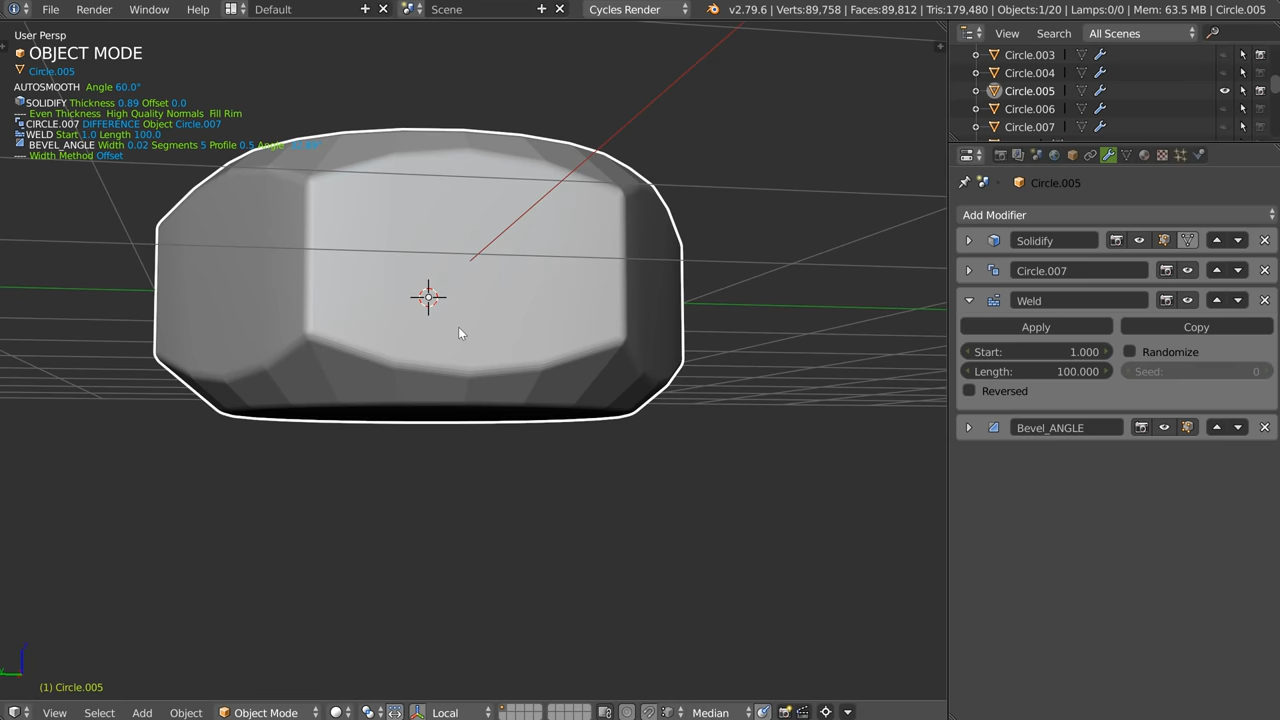 File Render Window Help Default Scene Cycles Render v2.79.6 | Verts:89,758 | Faces:89,812 | Tris:179,480 | Objects:1/20 | Lamps:0/0 | Mem: 63.5 MB | Circle.005
User Persp
OBJECT MODE
Circle.005
AUTOSMOOTH Angle 60.0°
SOLIDIFY Thickness 0.89 Offset 0.0
Even Thickness High Quality Normals Fill Rim
CIRCLE.007 DIFFERENCE Object Circle.007
WELD Start 1.0 Length 100.0
BEVEL_ANGLE Width 0.02 Segments 5 Profile 0.5 Angle
Width Method Offset
View Search All Scenes
Circle.003
Circle.004
Circle.005
Circle.006
Circle.007
Circle.005
Add Modifier
Solidify
Circle.007
Weld
Apply Copy
Start: 1.000 Randomize
Length: 100.000 Seed: 0
Reversed
Bevel_ANGLE
(1) Circle.005
View Select Add Object Object Mode Local Median